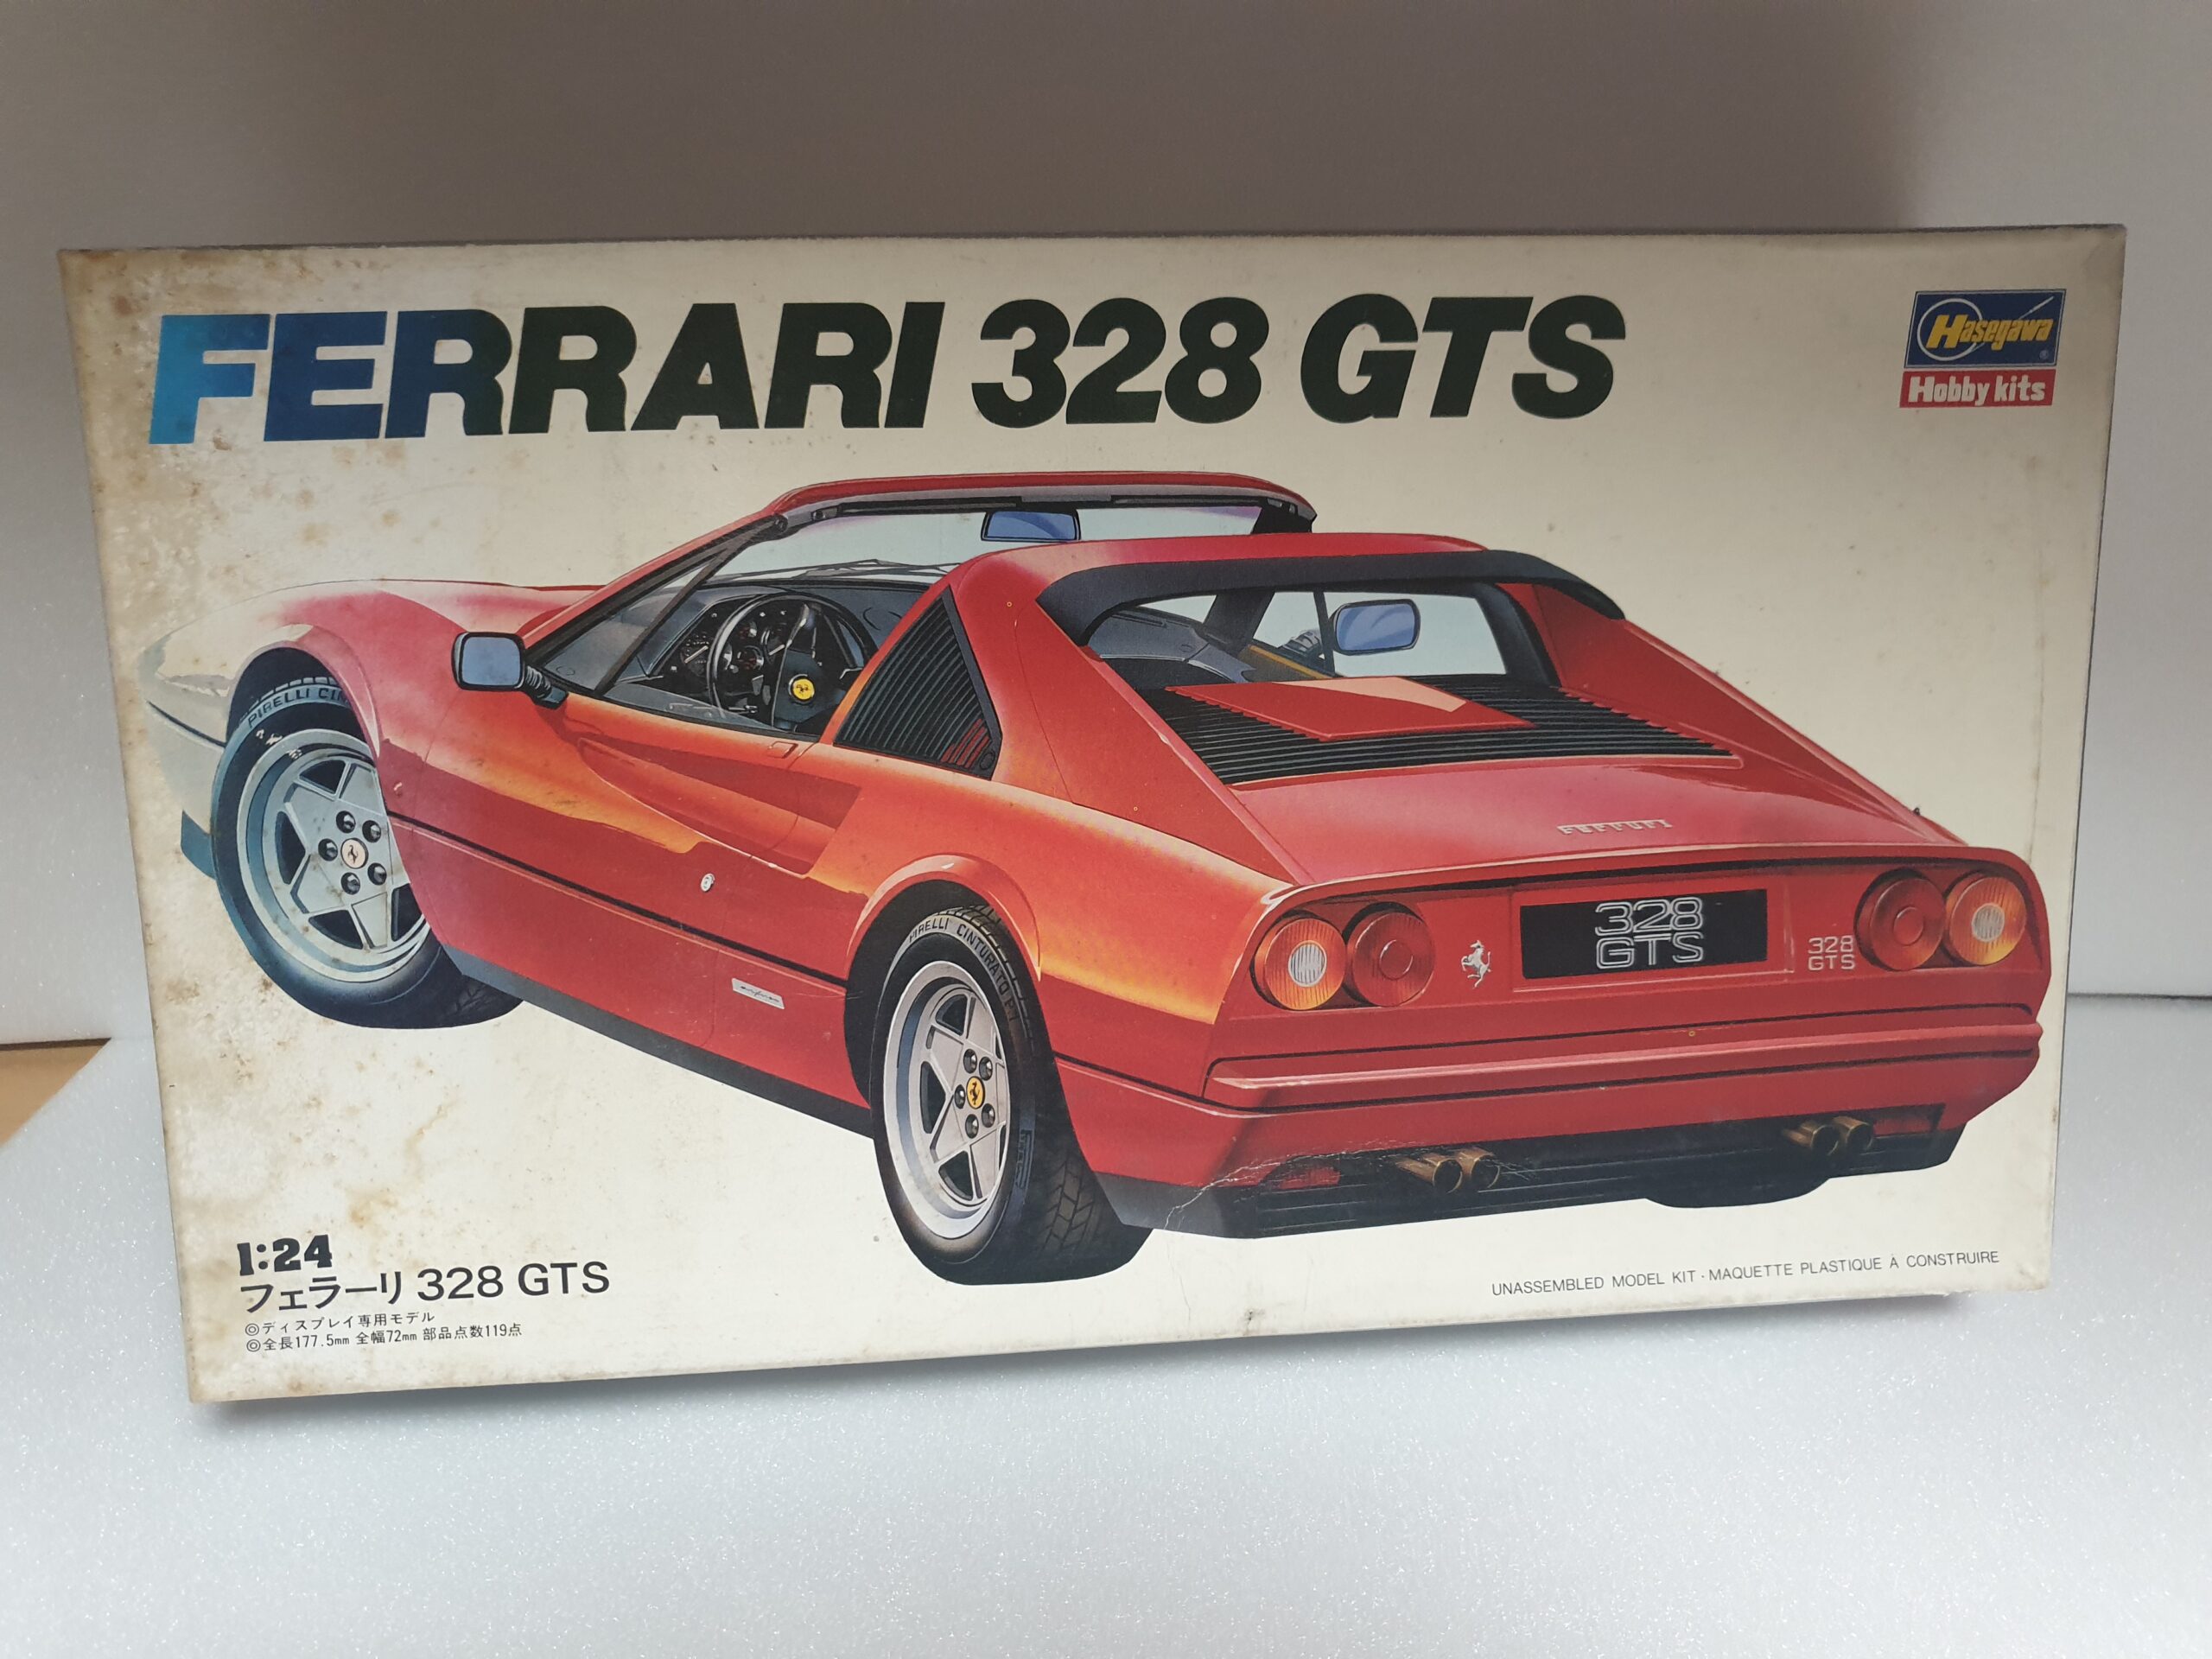 FERRARI 328 GTS
Hasegawa
Hobby kits
PIRELLI CIN
PIRELLI CINTURATO P
Ferrari
328
GTS
328
GTS
1:24
フェラーリ 328 GTS
◎ディスプレイ専用モデル
◎全長177.5mm 全幅72mm 部品点数119点
UNASSEMBLED MODEL KIT · MAQUETTE PLASTIQUE À CONSTRUIRE